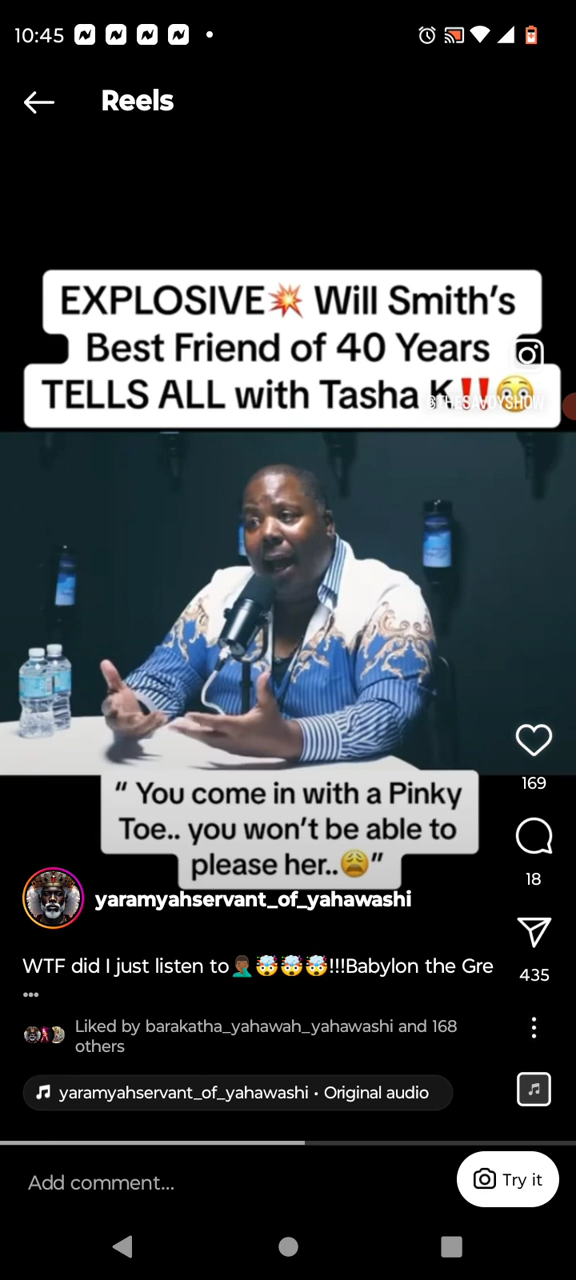 10:45
Reels
EXPLOSIVE💥 Will Smith's
Best Friend of 40 Years
TELLS ALL with Tasha K‼️😳
@THESAVOYSHOW
" You come in with a Pinky
Toe.. you won't be able to
please her..😩"
169
18
435
yaramyahservant_of_yahawashi
WTF did I just listen to🤦🏾‍♂️🤯🤯🤯!!!Babylon the Gre
...
Liked by barakatha_yahawah_yahawashi and 168
others
yaramyahservant_of_yahawashi • Original audio
Add comment...
Try it